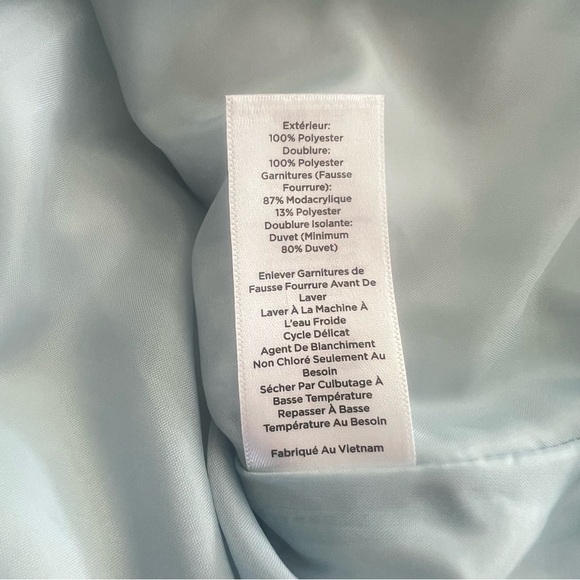 Extérieur:
100% Polyester
Doublure:
100% Polyester
Garnitures (Fausse
Fourrure):
87% Modacrylique
13% Polyester
Doublure Isolante:
Duvet (Minimum
80% Duvet)
Enlever Garnitures de
Fausse Fourrure Avant De
Laver
Laver À La Machine À
L'eau Froide
Cycle Délicat
Agent De Blanchiment
Non Chloré Seulement Au
Besoin
Sécher Par Culbutage À
Basse Température
Repasser À Basse
Température Au Besoin
Fabriqué Au Vietnam